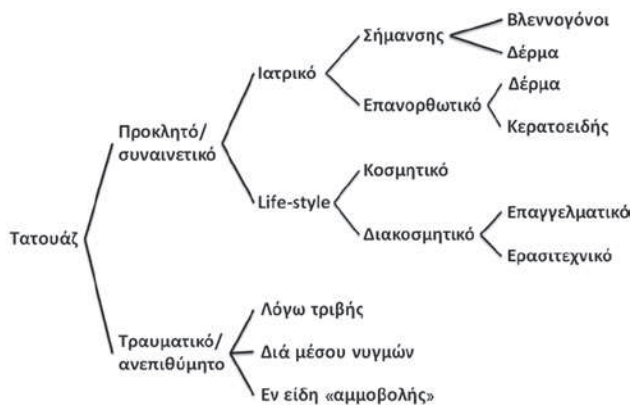 Τατουάζ
Προκλητό/
συναινετικό
Ιατρικό
Σήμανσης
Βλεννογόνοι
Δέρμα
Επανορθωτικό
Δέρμα
Κερατοειδής
Life-style
Κοσμητικό
Διακοσμητικό
Επαγγελματικό
Ερασιτεχνικό
Τραυματικό/
ανεπιθύμητο
Λόγω τριβής
Διά μέσου νυγμών
Εν είδη «αμμοβολής»